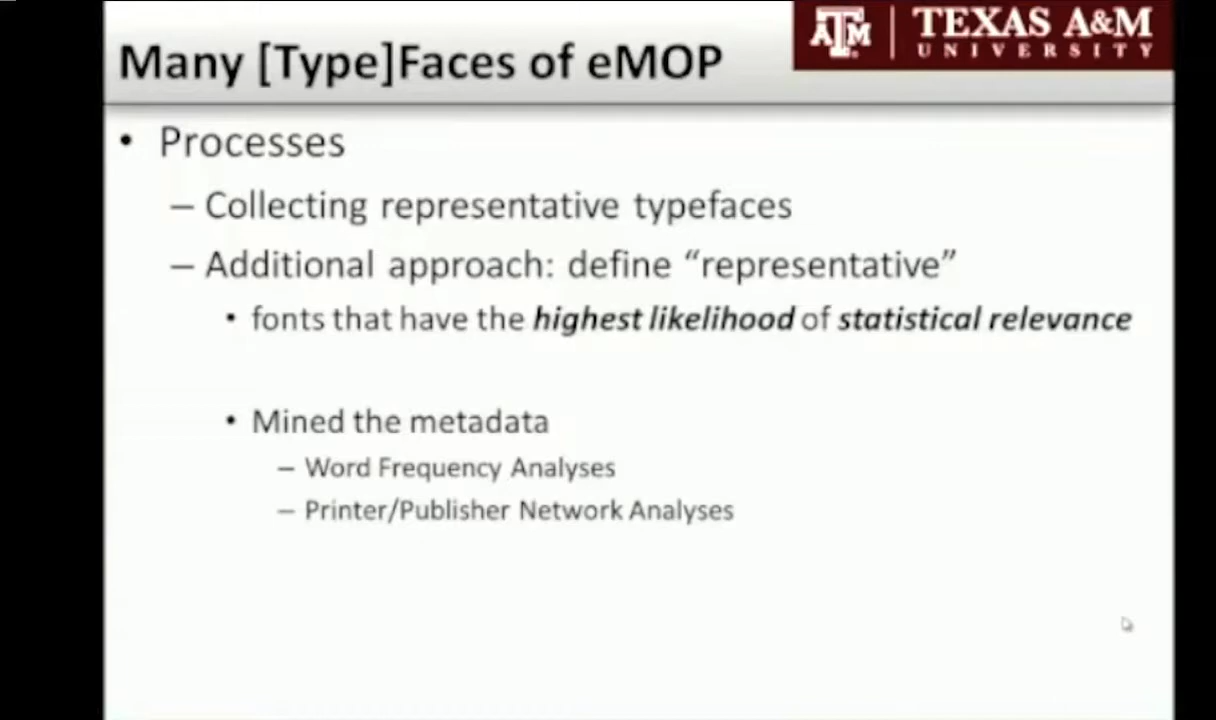 Many [Type]Faces of eMOP
ATM
TEXAS A&M
UNIVERSITY
• Processes
– Collecting representative typefaces
– Additional approach: define “representative”
• fonts that have the highest likelihood of statistical relevance
• Mined the metadata
– Word Frequency Analyses
– Printer/Publisher Network Analyses